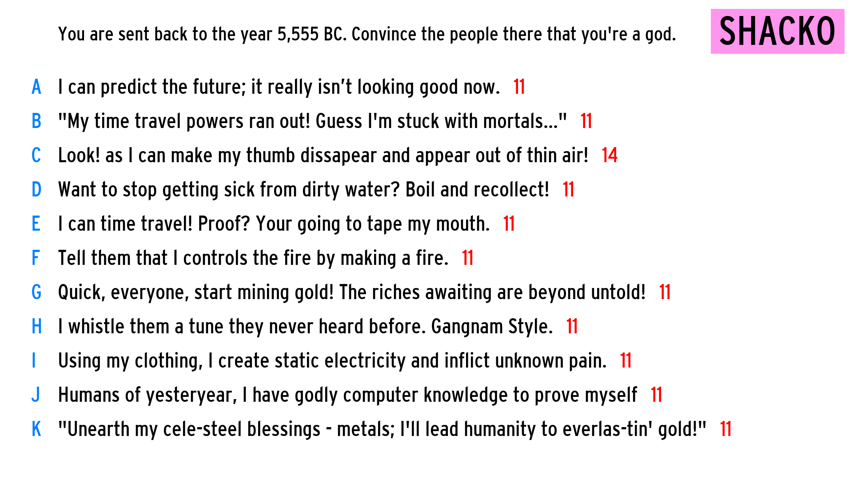 You are sent back to the year 5,555 BC. Convince the people there that you're a god. SHACKO
A I can predict the future; it really isn’t looking good now. 11
B "My time travel powers ran out! Guess I'm stuck with mortals..." 11
C Look! as I can make my thumb dissapear and appear out of thin air! 14
D Want to stop getting sick from dirty water? Boil and recollect! 11
E I can time travel! Proof? Your going to tape my mouth. 11
F Tell them that I controls the fire by making a fire. 11
G Quick, everyone, start mining gold! The riches awaiting are beyond untold! 11
H I whistle them a tune they never heard before. Gangnam Style. 11
I Using my clothing, I create static electricity and inflict unknown pain. 11
J Humans of yesteryear, I have godly computer knowledge to prove myself 11
K "Unearth my cele-steel blessings - metals; I'll lead humanity to everlas-tin' gold!" 11